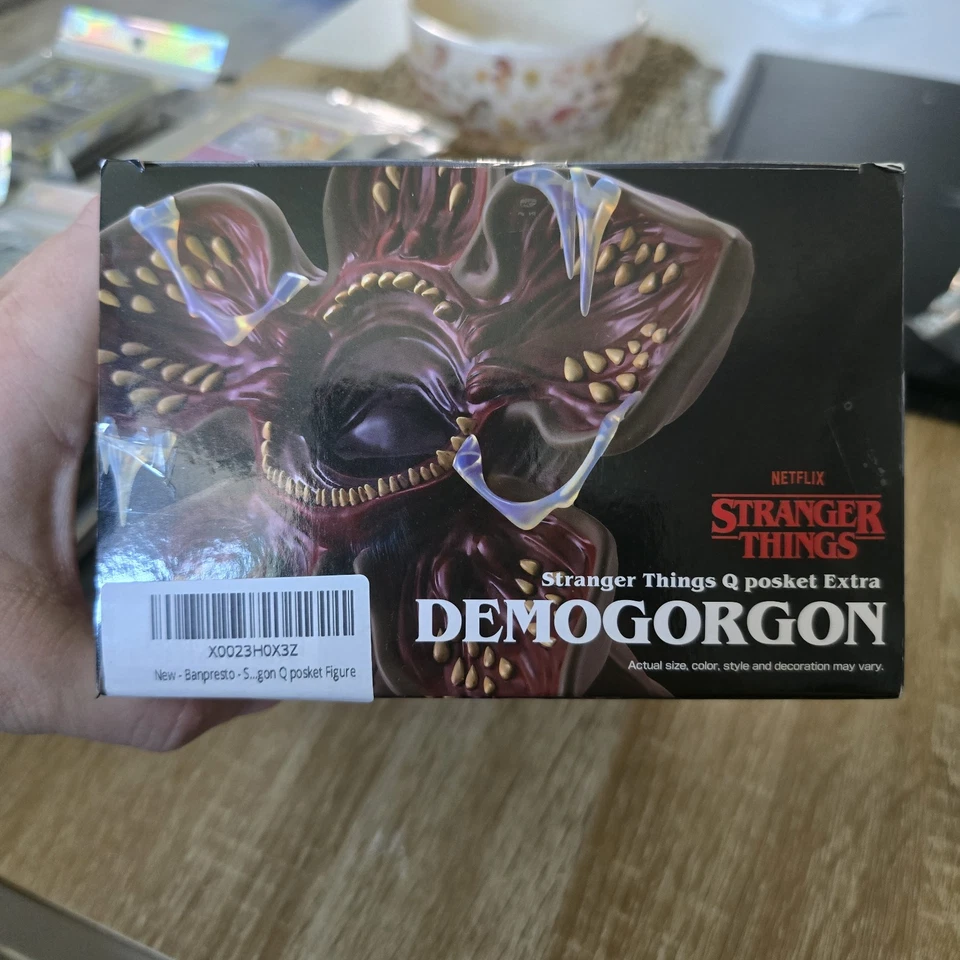 NETFLIX
STRANGER
THINGS
Stranger Things Q posket Extra
DEMOGORGON
Actual size, color, style and decoration may vary.
X0023H0X3Z
New - Banpresto - S...gon Q posket Figure